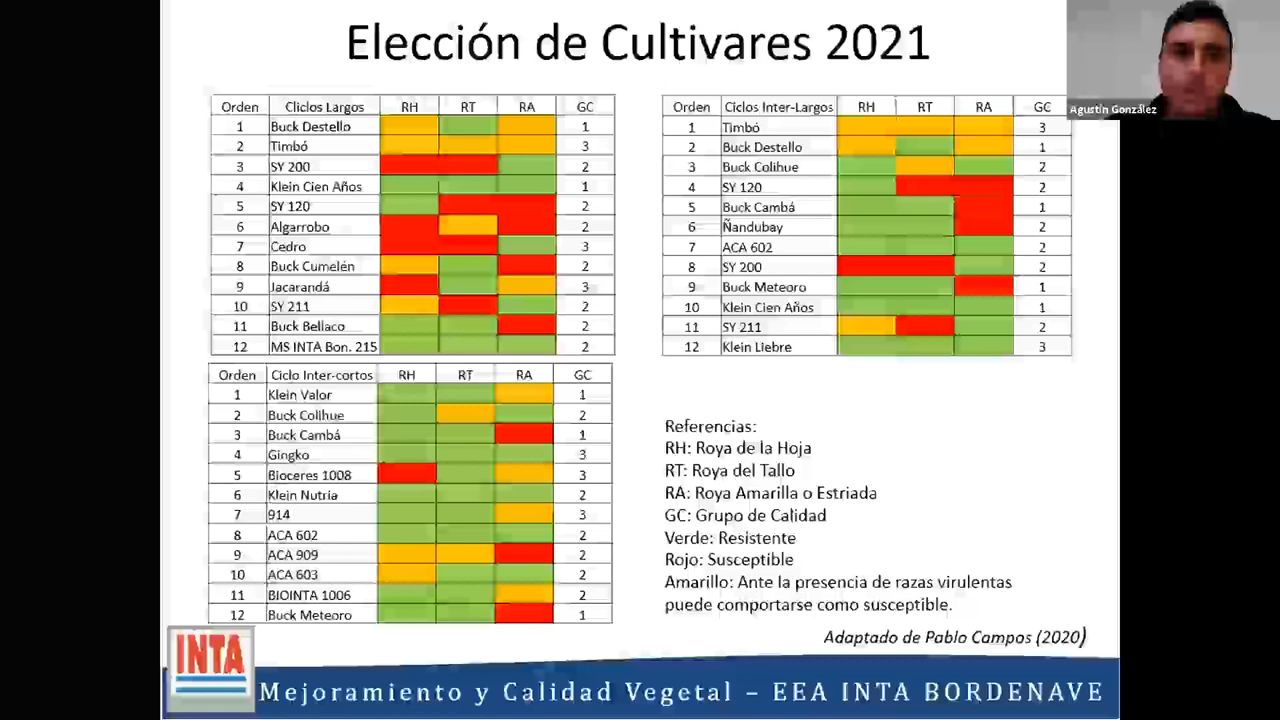 Elección de Cultivares 2021
Agustín González
Orden Cliclos Largos RH RT RA GC
1 Buck Destello 1
2 Timbó 3
3 SY 200 2
4 Klein Cien Años 1
5 SY 120 2
6 Algarrobo 2
7 Cedro 3
8 Buck Cumelén 2
9 Jacarandá 3
10 SY 211 2
11 Buck Bellaco 2
12 MS INTA Bon. 215 2
Orden Ciclos Inter-Largos RH RT RA GC
1 Timbó 3
2 Buck Destello 1
3 Buck Colihue 2
4 SY 120 2
5 Buck Cambá 1
6 Ñandubay 2
7 ACA 602 2
8 SY 200 2
9 Buck Meteoro 1
10 Klein Cien Años 1
11 SY 211 2
12 Klein Liebre 3
Orden Ciclo Inter-cortos RH RT RA GC
1 Klein Valor 1
2 Buck Colihue 2
3 Buck Cambá 1
4 Gingko 3
5 Bioceres 1008 3
6 Klein Nutria 2
7 914 3
8 ACA 602 2
9 ACA 909 2
10 ACA 603 2
11 BIOINTA 1006 2
12 Buck Meteoro 1
Referencias:
RH: Roya de la Hoja
RT: Roya del Tallo
RA: Roya Amarilla o Estriada
GC: Grupo de Calidad
Verde: Resistente
Rojo: Susceptible
Amarillo: Ante la presencia de razas virulentas
puede comportarse como susceptible.
Adaptado de Pablo Campos (2020)
INTA
Mejoramiento y Calidad Vegetal – EEA INTA BORDENAVE